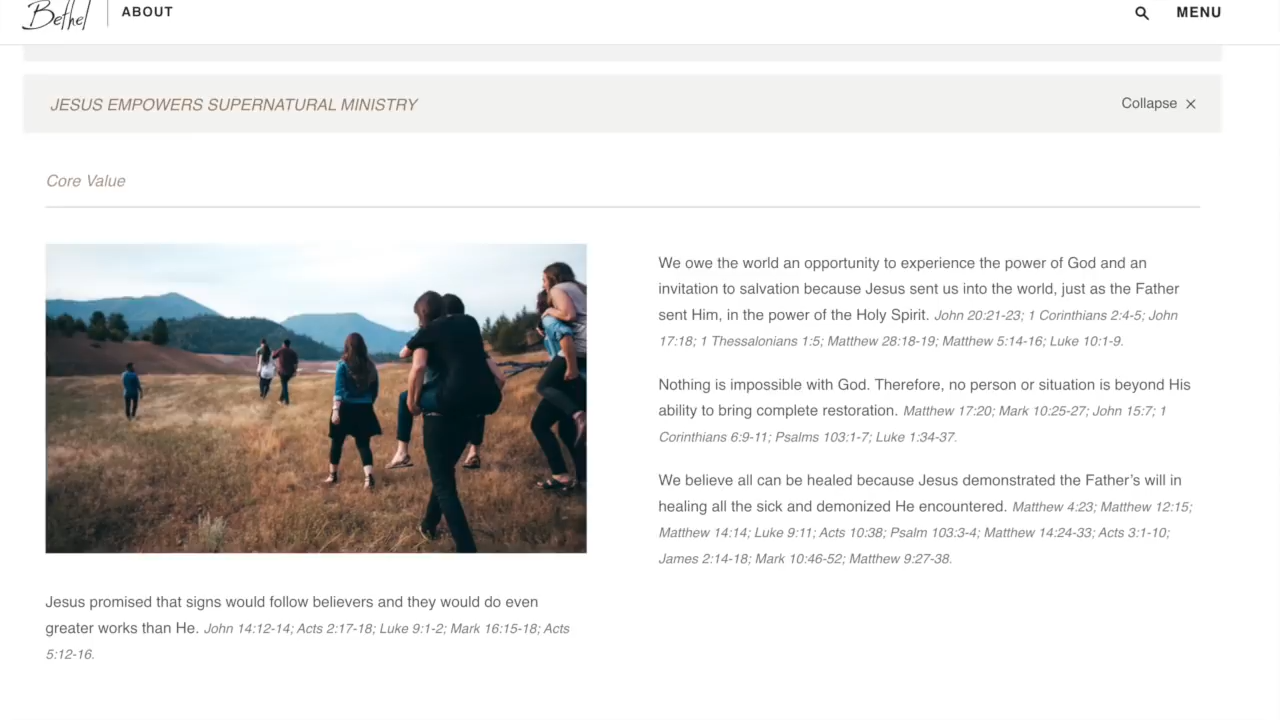 Bethel
ABOUT
MENU
JESUS EMPOWERS SUPERNATURAL MINISTRY
Collapse ×
Core Value
Jesus promised that signs would follow believers and they would do even
greater works than He. John 14:12-14; Acts 2:17-18; Luke 9:1-2; Mark 16:15-18; Acts
5:12-16.
We owe the world an opportunity to experience the power of God and an
invitation to salvation because Jesus sent us into the world, just as the Father
sent Him, in the power of the Holy Spirit. John 20:21-23; 1 Corinthians 2:4-5; John
17:18; 1 Thessalonians 1:5; Matthew 28:18-19; Matthew 5:14-16; Luke 10:1-9.
Nothing is impossible with God. Therefore, no person or situation is beyond His
ability to bring complete restoration. Matthew 17:20; Mark 10:25-27; John 15:7; 1
Corinthians 6:9-11; Psalms 103:1-7; Luke 1:34-37.
We believe all can be healed because Jesus demonstrated the Father’s will in
healing all the sick and demonized He encountered. Matthew 4:23; Matthew 12:15;
Matthew 14:14; Luke 9:11; Acts 10:38; Psalm 103:3-4; Matthew 14:24-33; Acts 3:1-10;
James 2:14-18; Mark 10:46-52; Matthew 9:27-38.